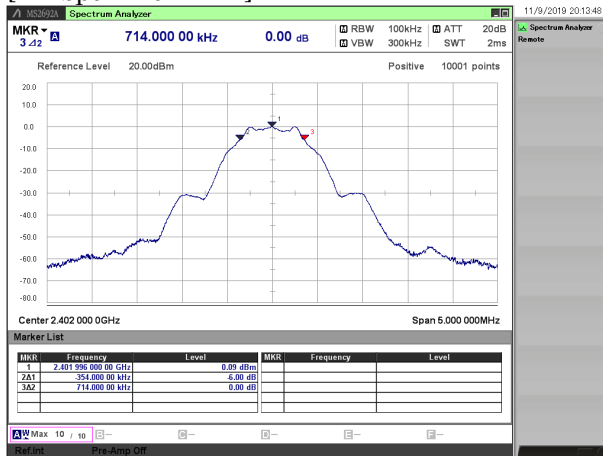 MS2692A Spectrum Analyzer
11/9/2019 20:13:48
MKR
3Δ2
714.000 00 kHz
0.00 dB
RBW 100kHz
ATT 20dB
VBW 300kHz
SWT 2ms
Spectrum Analyzer
Remote
Reference Level 20.00dBm
Positive 10001 points
20.0
10.0
0.0
-10.0
-20.0
-30.0
-40.0
-50.0
-60.0
-70.0
-80.0
1
2
3
Center 2.402 000 0GHz
Span 5.000 000MHz
Marker List
MKR Frequency Level MKR Frequency Level
1 2.401 996 000 00 GHz 0.09 dBm
2Δ1 -354.000 00 kHz -6.00 dB
3Δ2 714.000 00 kHz 0.00 dB
A W Max 10 / 10 B- C- D- E- F-
Ref.Int Pre-Amp Off